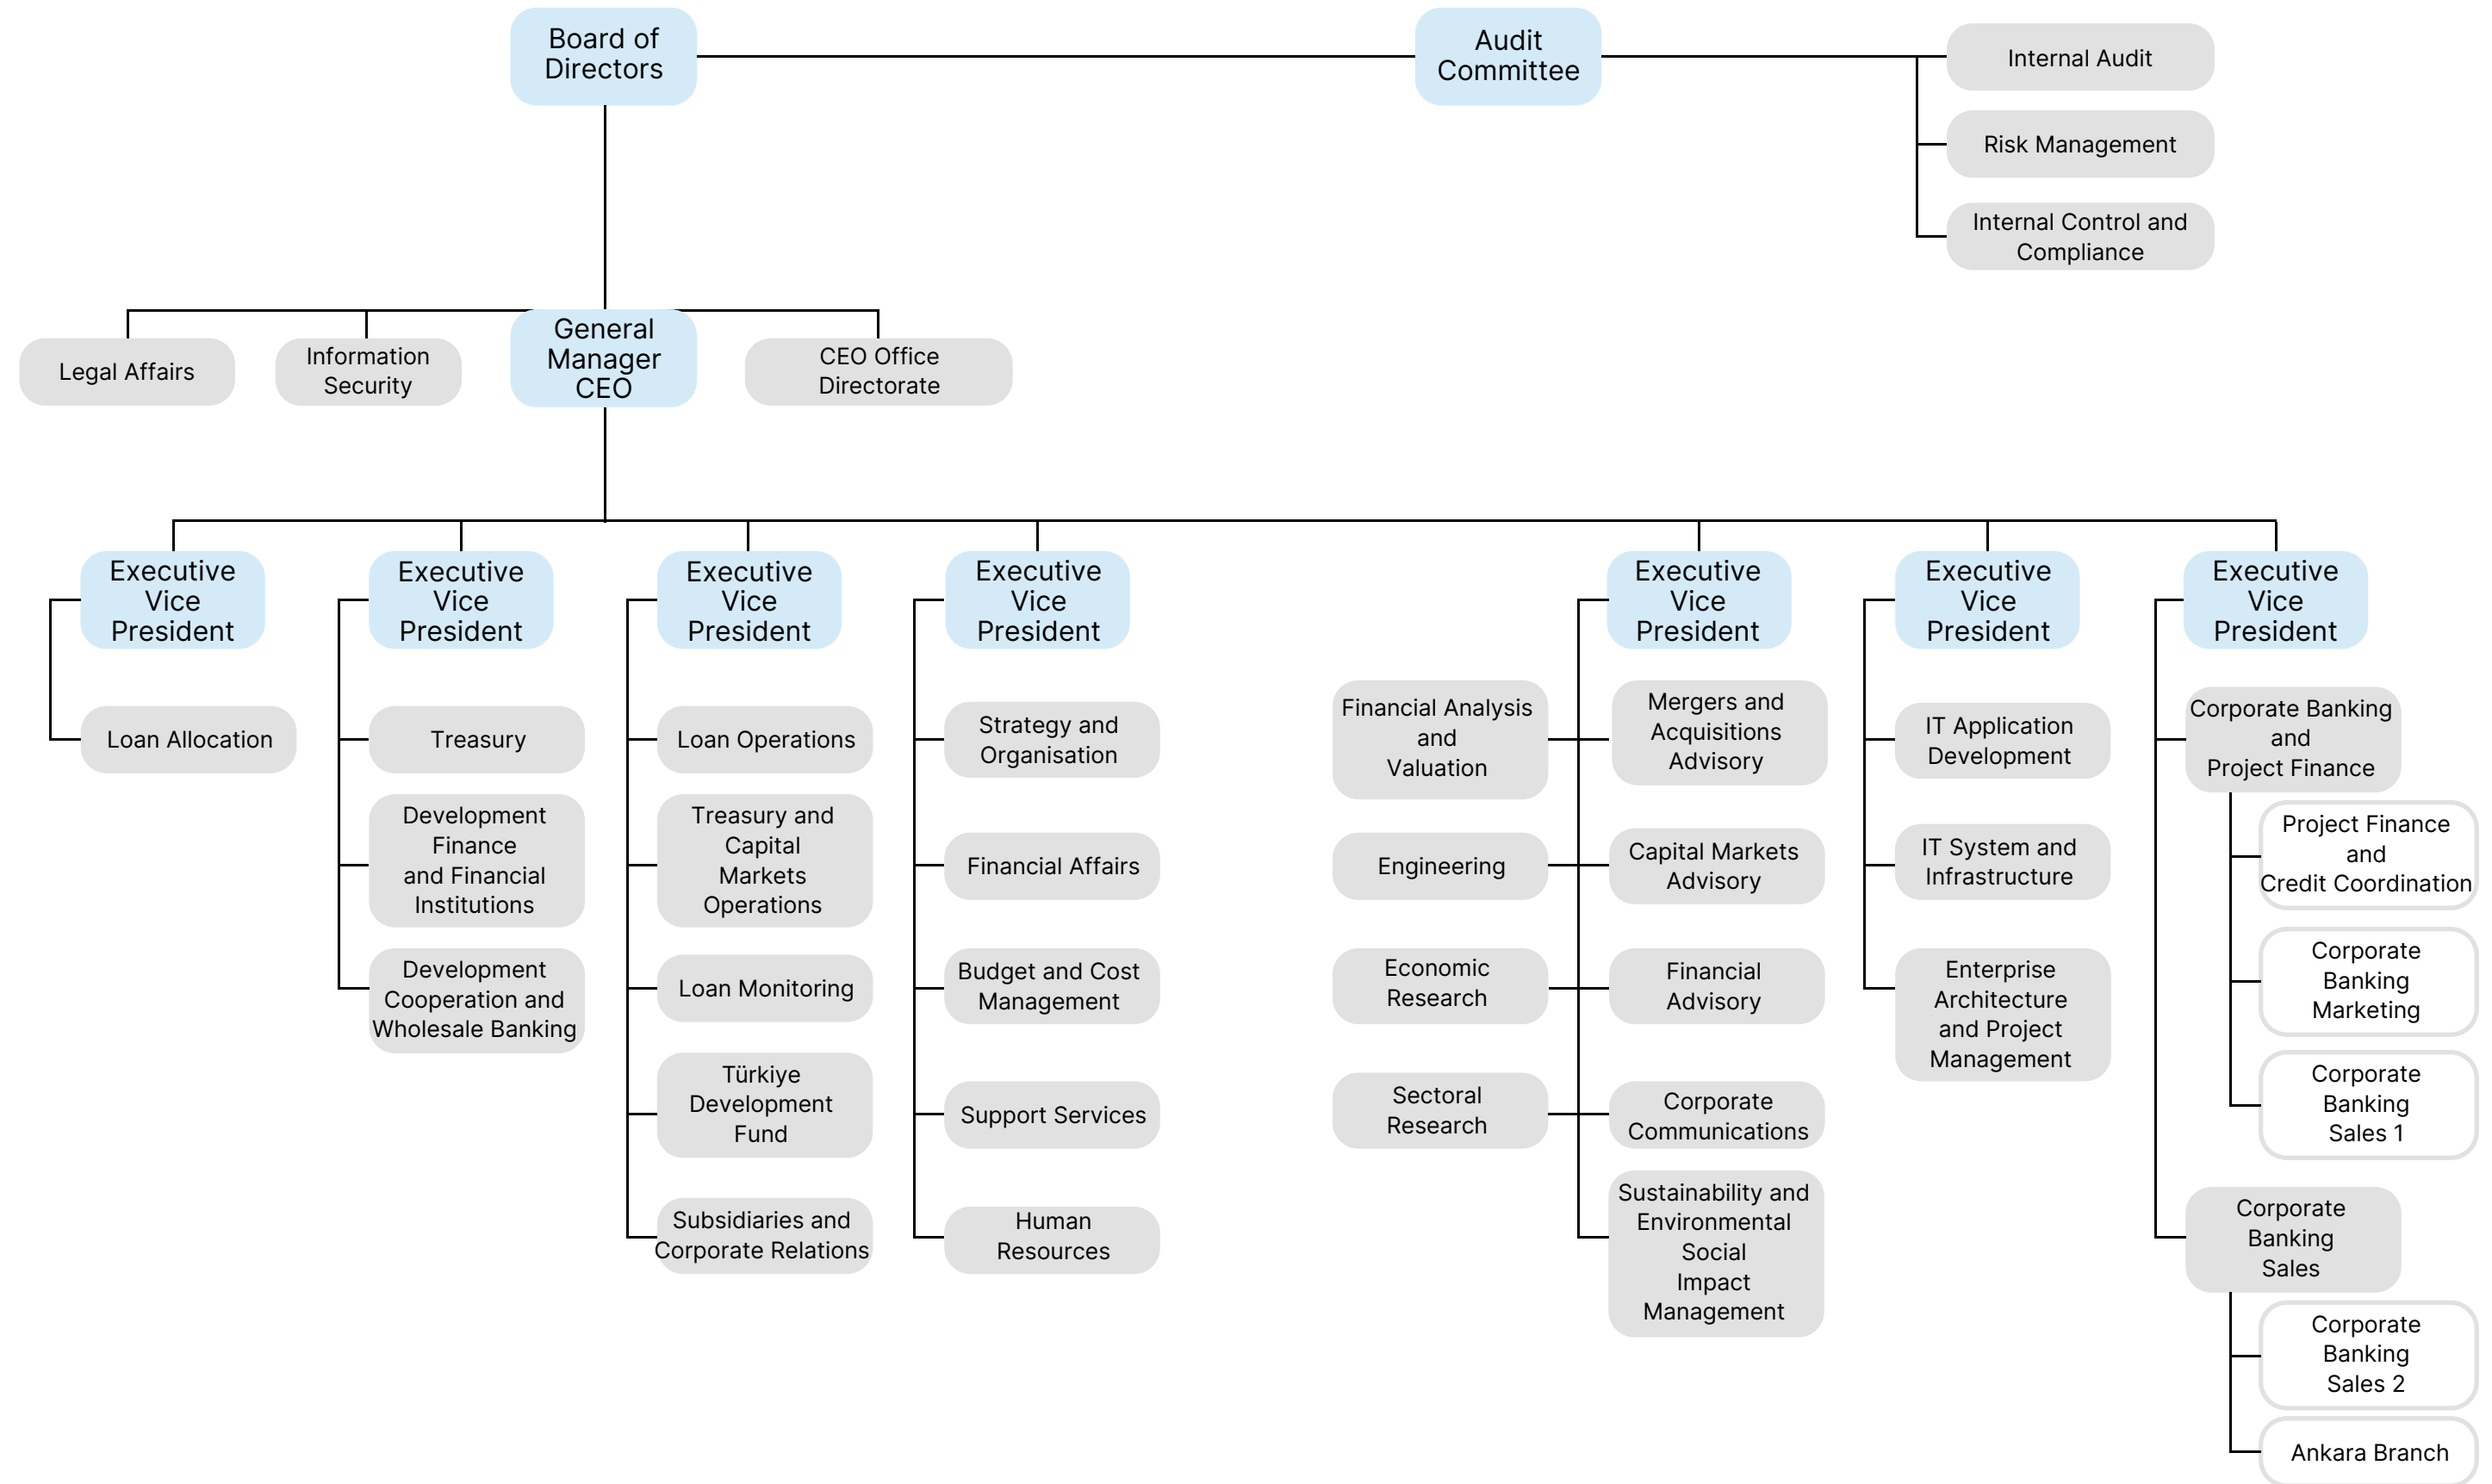 Board of
Directors
Audit
Committee
Internal Audit
Risk Management
Internal Control and
Compliance
Legal Affairs
Information
Security
General
Manager
CEO
CEO Office
Directorate
Executive
Vice
President
Loan Allocation
Executive
Vice
President
Treasury
Development
Finance
and Financial
Institutions
Development
Cooperation and
Wholesale Banking
Executive
Vice
President
Loan Operations
Treasury and
Capital
Markets
Operations
Loan Monitoring
Türkiye
Development
Fund
Subsidiaries and
Corporate Relations
Executive
Vice
President
Strategy and
Organisation
Financial Affairs
Budget and Cost
Management
Support Services
Human
Resources
Executive
Vice
President
Financial Analysis
and
Valuation
Engineering
Economic
Research
Sectoral
Research
Mergers and
Acquisitions
Advisory
Capital Markets
Advisory
Financial
Advisory
Corporate
Communications
Sustainability and
Environmental
Social
Impact
Management
Executive
Vice
President
IT Application
Development
IT System and
Infrastructure
Enterprise
Architecture
and Project
Management
Executive
Vice
President
Corporate Banking
and
Project Finance
Project Finance
and
Credit Coordination
Corporate
Banking
Marketing
Corporate
Banking
Sales 1
Corporate
Banking
Sales
Corporate
Banking
Sales 2
Ankara Branch